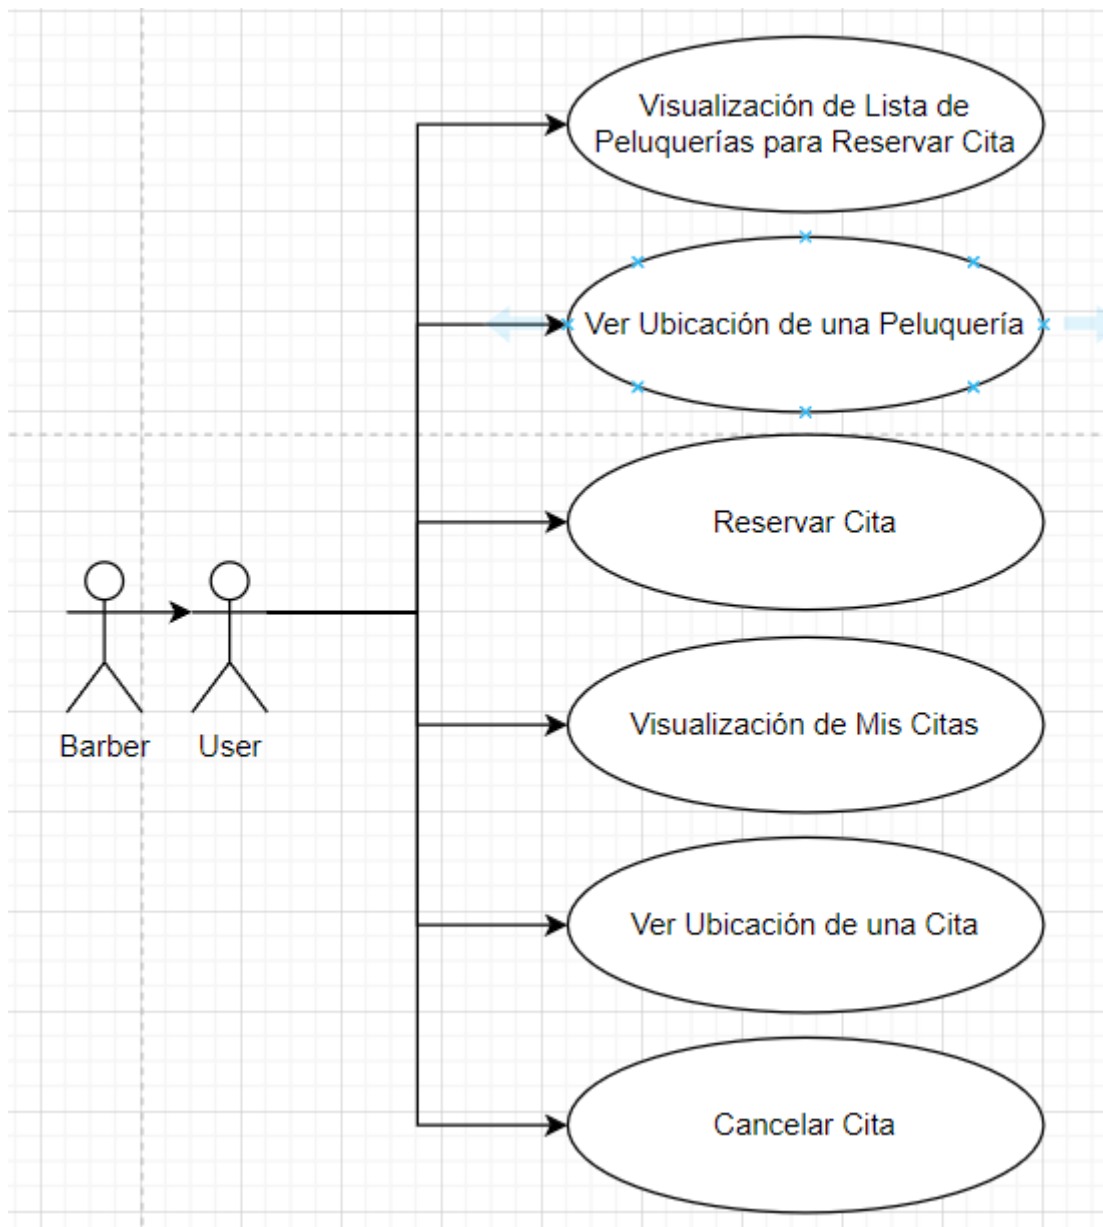 Visualización de Lista de
Peluquerías para Reservar Cita
Ver Ubicación de una Peluquería
Reservar Cita
Barber
User
Visualización de Mis Citas
Ver Ubicación de una Cita
Cancelar Cita